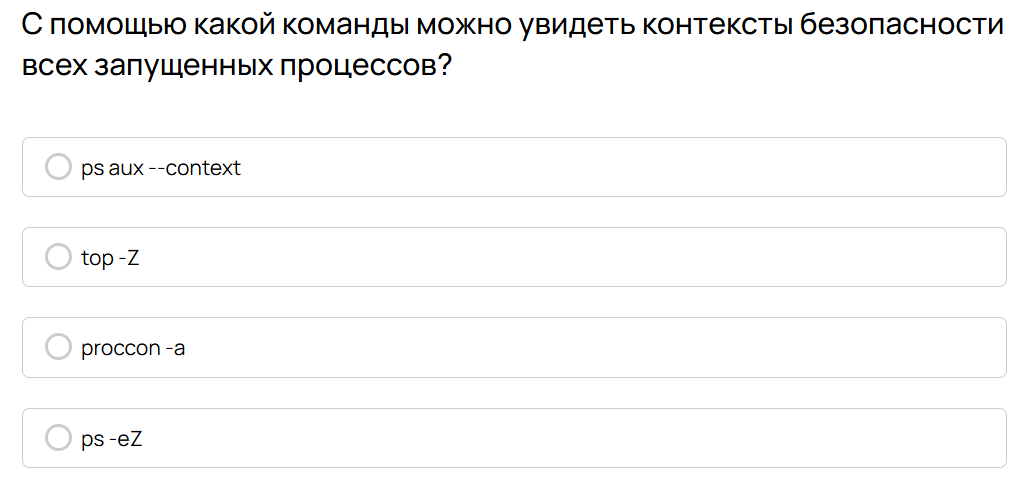 С помощью какой команды можно увидеть контексты безопасности
всех запущенных процессов?
ps aux --context
top -Z
proccon -a
ps -eZ